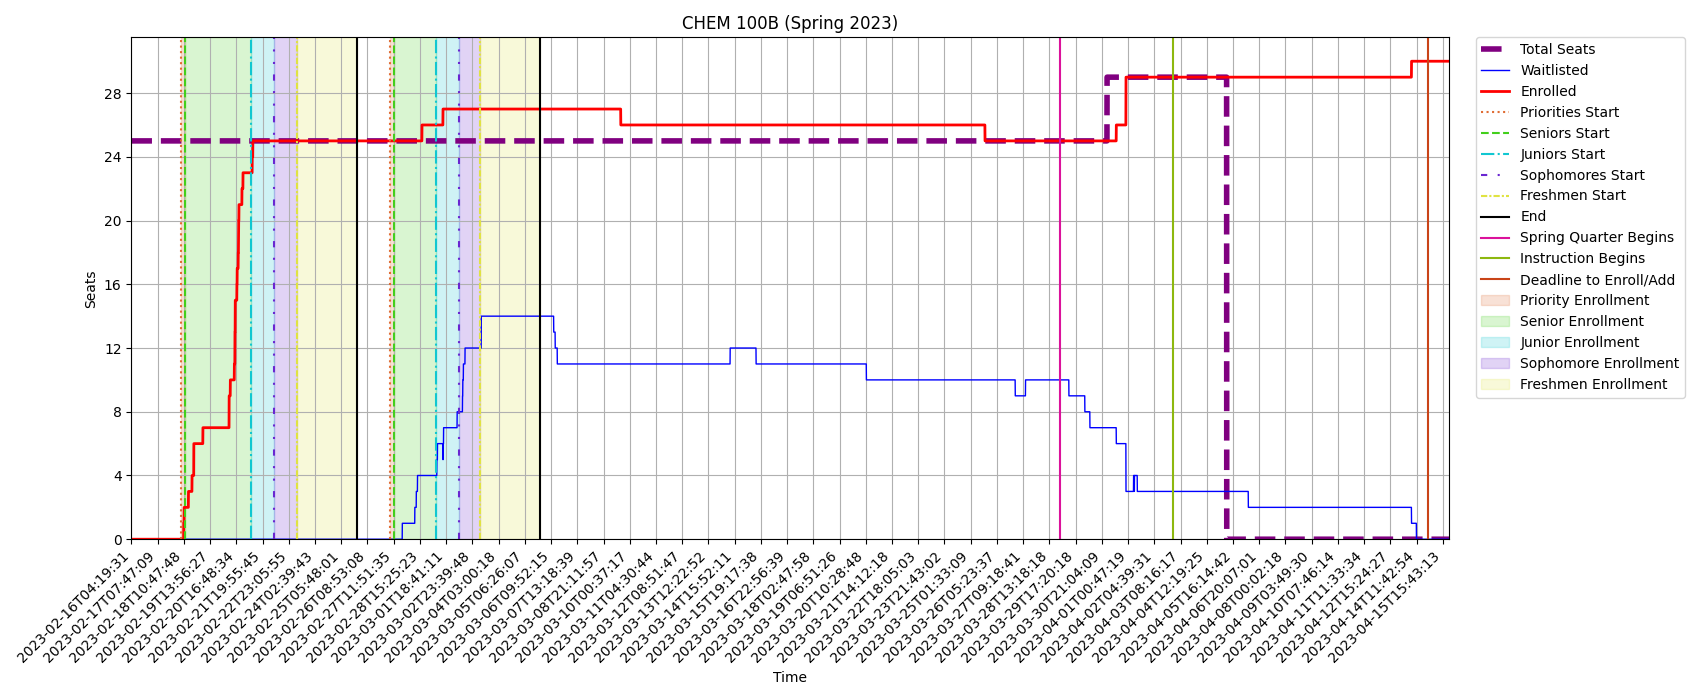 CHEM 100B (Spring 2023)
Seats
28
24
20
16
12
8
4
0
2023-02-16T04:19:31
2023-02-17T07:47:09
2023-02-18T10:47:48
2023-02-19T13:56:27
2023-02-20T16:48:34
2023-02-21T19:55:45
2023-02-22T23:05:55
2023-02-24T02:39:43
2023-02-25T05:48:01
2023-02-26T08:53:08
2023-02-27T11:51:35
2023-02-28T15:25:23
2023-03-01T18:41:11
2023-03-02T23:39:48
2023-03-04T03:00:18
2023-03-05T06:26:07
2023-03-06T09:52:15
2023-03-07T13:18:39
2023-03-08T21:11:57
2023-03-10T00:37:17
2023-03-11T04:30:44
2023-03-12T08:51:47
2023-03-13T12:22:52
2023-03-14T15:52:11
2023-03-15T19:17:38
2023-03-16T22:56:39
2023-03-18T02:47:58
2023-03-19T06:51:26
2023-03-20T10:28:48
2023-03-21T14:12:18
2023-03-22T18:05:03
2023-03-23T21:43:02
2023-03-25T01:33:09
2023-03-26T05:23:37
2023-03-27T09:18:41
2023-03-28T13:18:18
2023-03-29T17:20:18
2023-03-30T21:04:09
2023-04-01T00:47:19
2023-04-02T04:39:31
2023-04-03T08:16:17
2023-04-04T12:19:25
2023-04-05T16:14:42
2023-04-06T20:07:01
2023-04-08T00:02:18
2023-04-09T03:49:30
2023-04-10T07:46:14
2023-04-11T11:33:34
2023-04-12T15:24:27
2023-04-14T11:42:54
2023-04-15T15:43:13
Time
Total Seats
Waitlisted
Enrolled
Priorities Start
Seniors Start
Juniors Start
Sophomores Start
Freshmen Start
End
Spring Quarter Begins
Instruction Begins
Deadline to Enroll/Add
Priority Enrollment
Senior Enrollment
Junior Enrollment
Sophomore Enrollment
Freshmen Enrollment